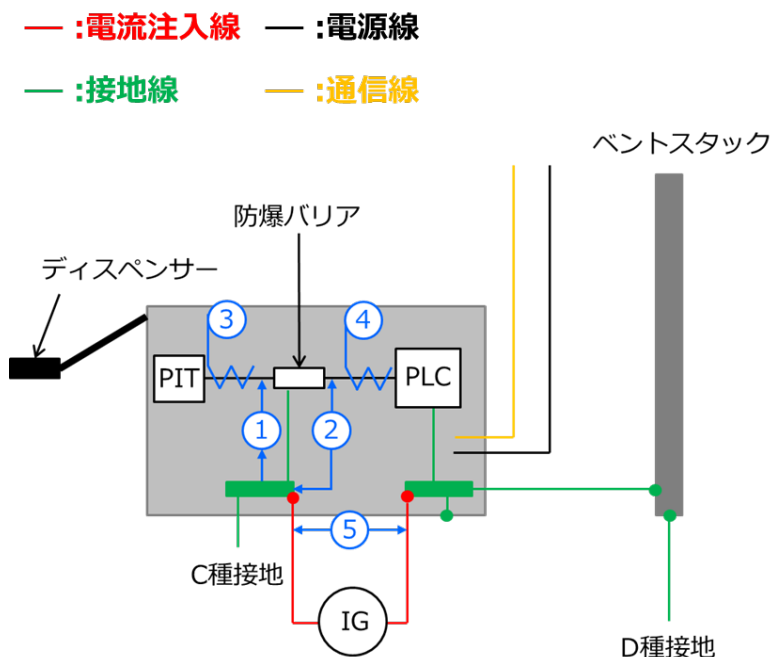 :電流注入線
:電源線
:接地線
:通信線
ベントスタック
防爆バリア
ディスペンサー
③
④
PIT
PLC
①
②
⑤
C種接地
IG
D種接地